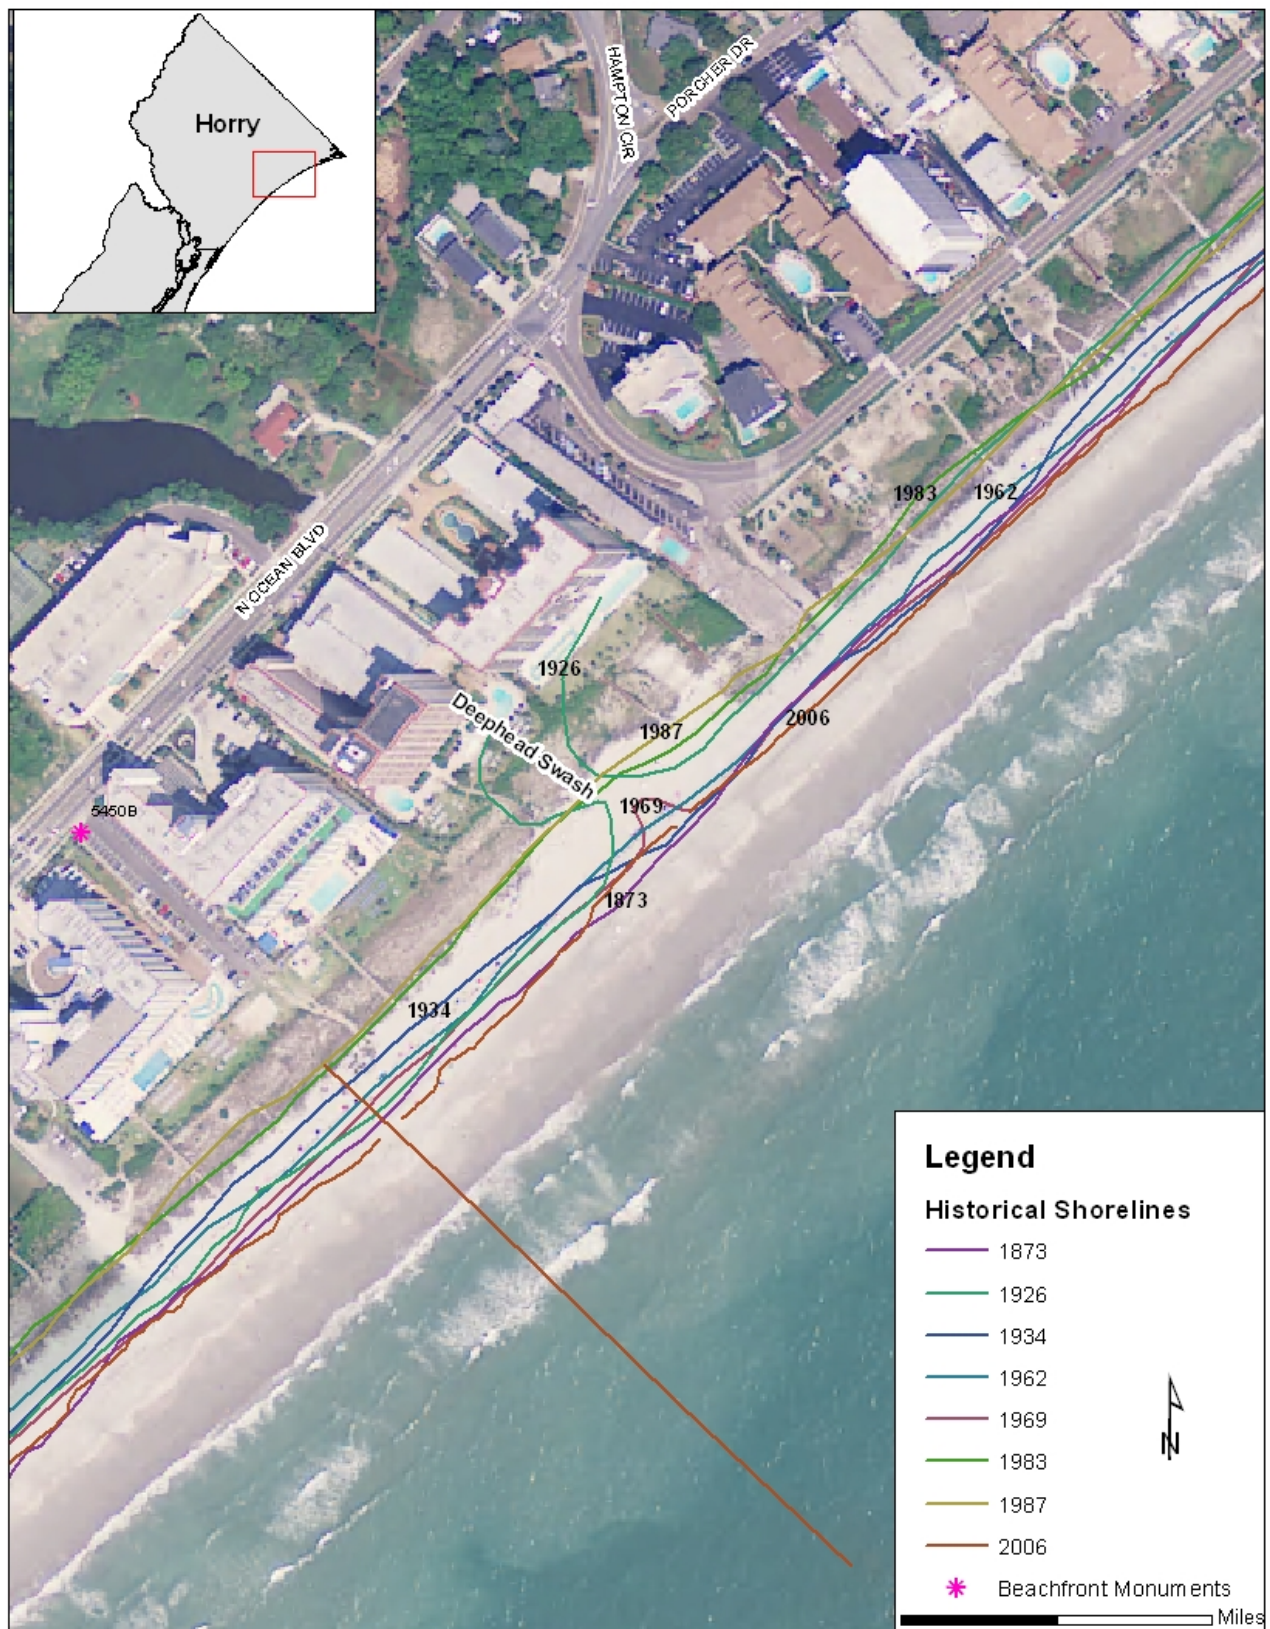 Horry
HAMPTON CIR
PORCHER DR
1983
1962
N OCEAN BLVD
1926
Deephead Swash
1987
2006
1969
5450B
1873
1934
Legend
Historical Shorelines
1873
1926
1934
1962
1969
1983
1987
2006
N
Beachfront Monuments
Miles